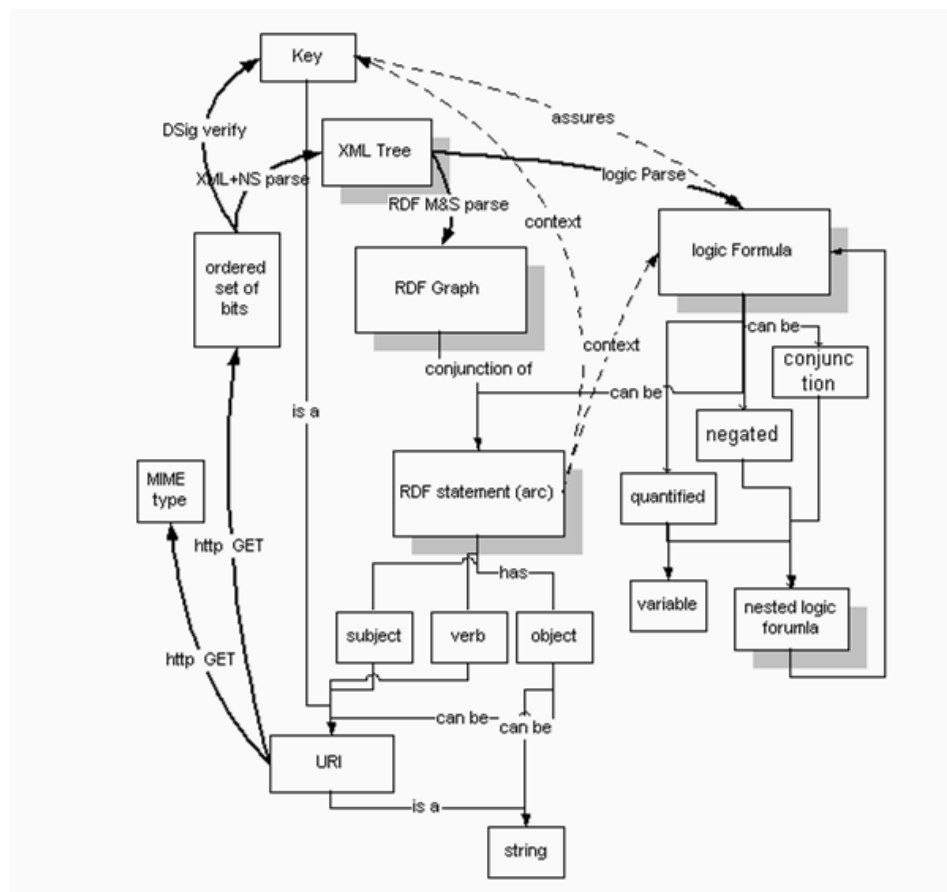 Key
assures
DSig verify
XML Tree
XML+NS parse
logic Parse
RDF M&S parse
context
ordered
set of
bits
logic Formula
RDF Graph
can be
context
conjunc
tion
conjunction of
can be
is a
negated
MIME
type
RDF statement (arc)
quantified
http GET
has
variable
nested logic
forumla
subject
verb
object
http GET
can be
can be
URI
is a
string